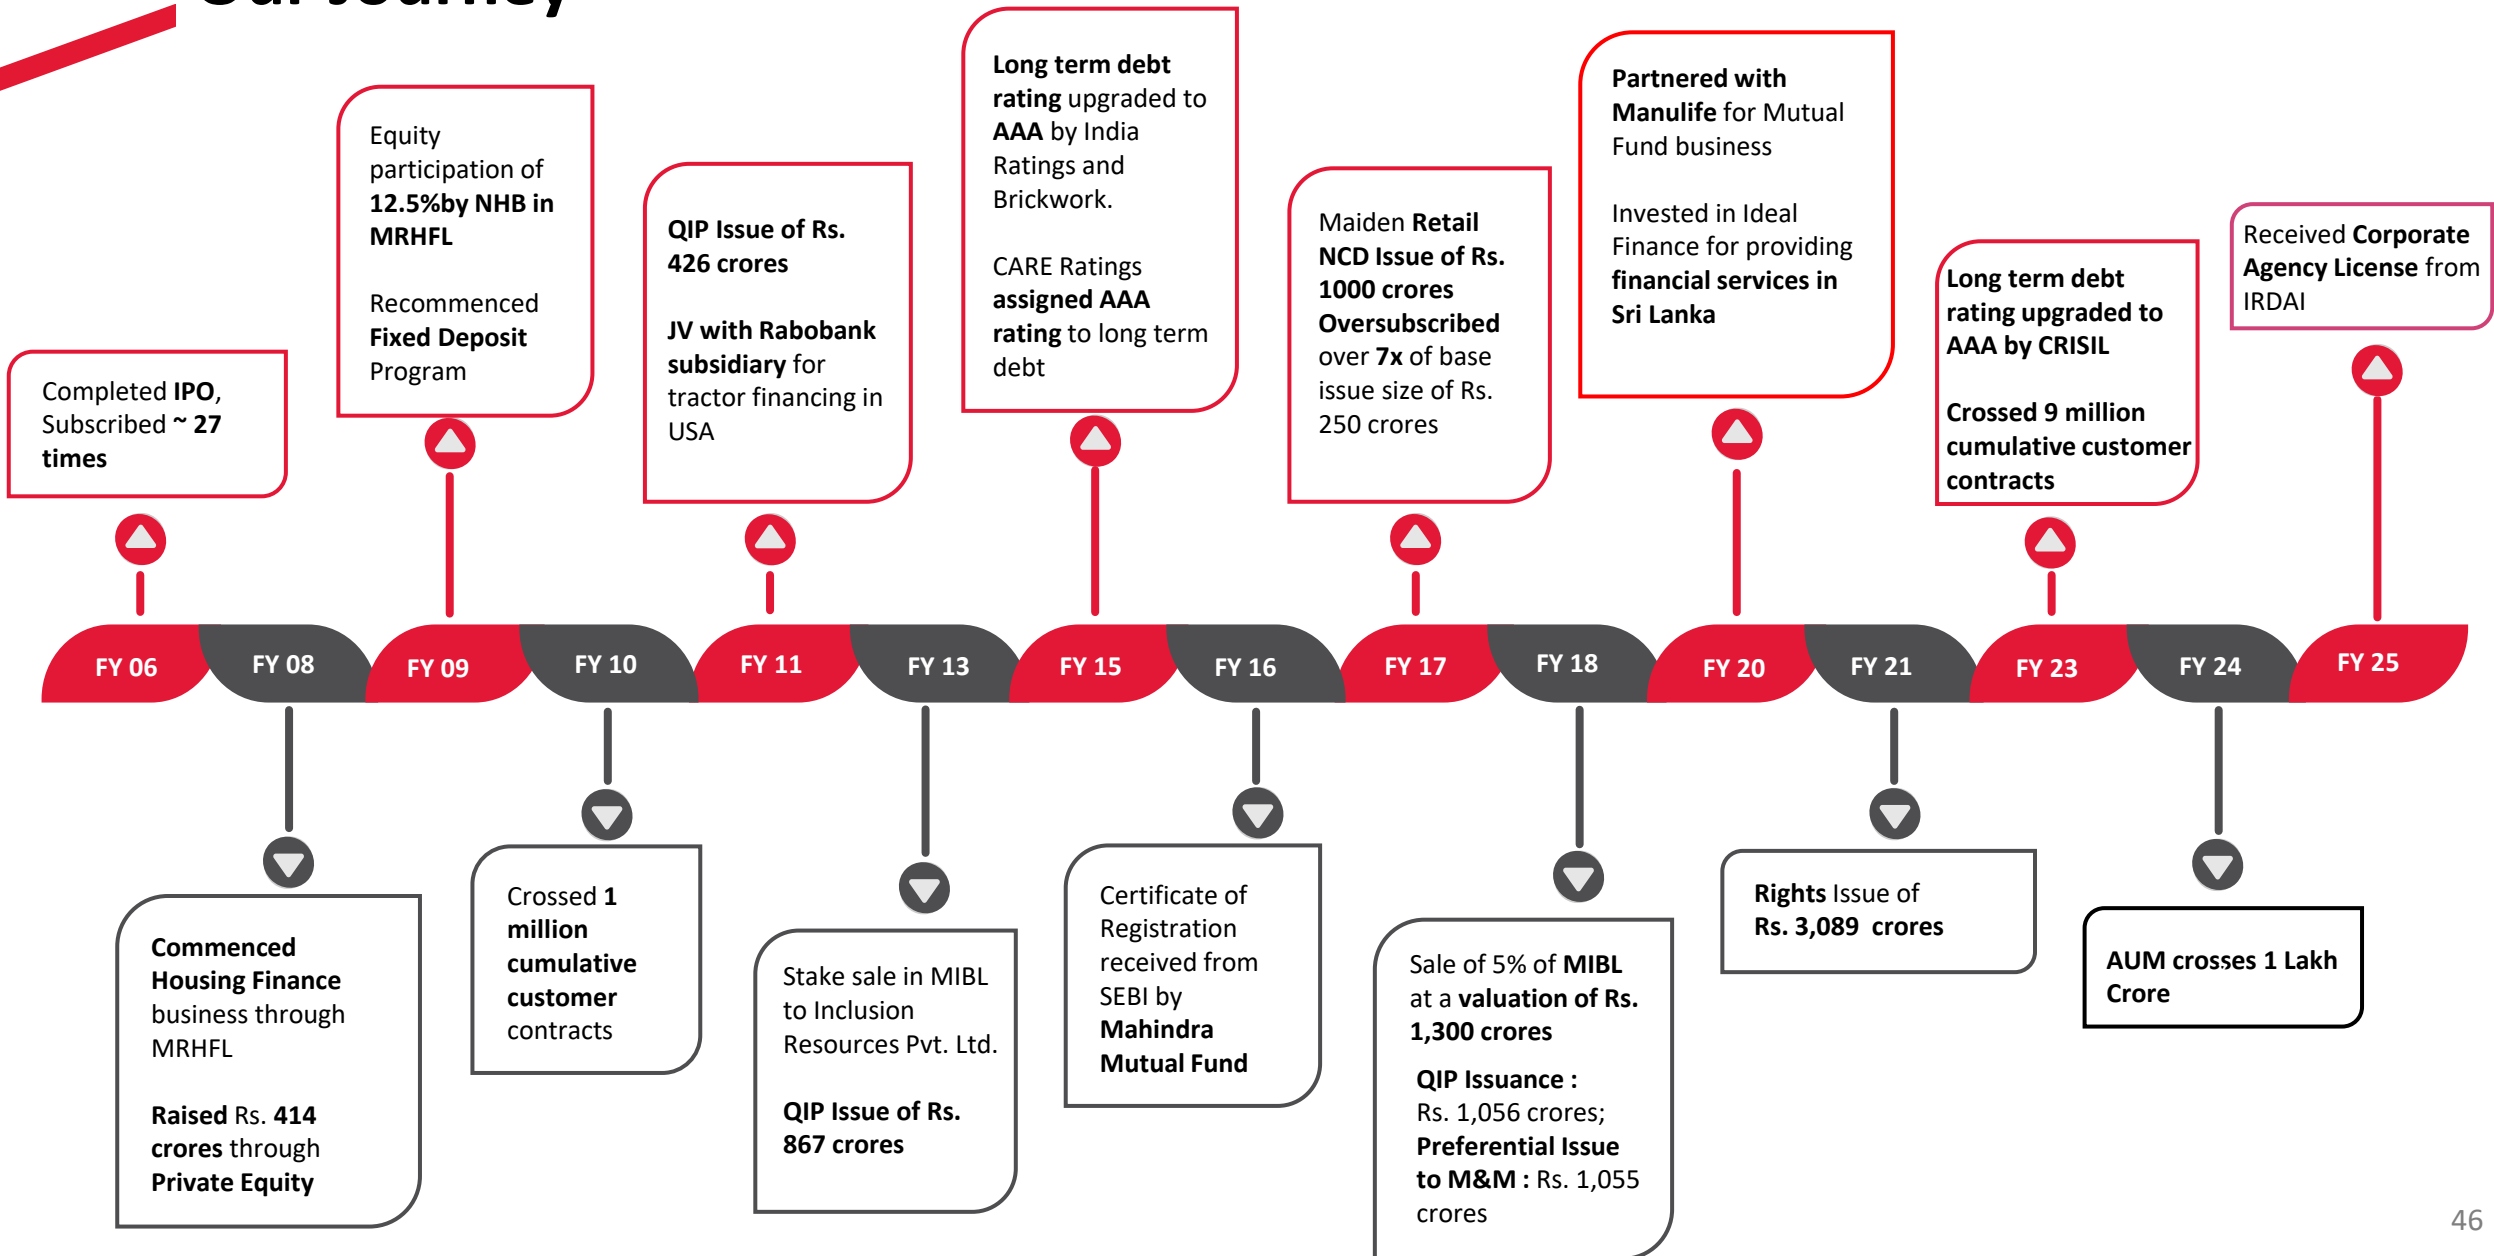 Our Journey
Completed IPO,
Subscribed ~ 27
times
Equity
participation of
12.5%by NHB in
MRHFL
Recommenced
Fixed Deposit
Program
QIP Issue of Rs.
426 crores
JV with Rabobank
subsidiary for
tractor financing in
USA
Long term debt
rating upgraded to
AAA by India
Ratings and
Brickwork.
CARE Ratings
assigned AAA
rating to long term
debt
Maiden Retail
NCD Issue of Rs.
1000 crores
Oversubscribed
over 7x of base
issue size of Rs.
250 crores
Partnered with
Manulife for Mutual
Fund business
Invested in Ideal
Finance for providing
financial services in
Sri Lanka
Long term debt
rating upgraded to
AAA by CRISIL
Crossed 9 million
cumulative customer
contracts
Received Corporate
Agency License from
IRDAI
FY 06
FY 08
FY 09
FY 10
FY 11
FY 13
FY 15
FY 16
FY 17
FY 18
FY 20
FY 21
FY 23
FY 24
FY 25
Commenced
Housing Finance
business through
MRHFL
Raised Rs. 414
crores through
Private Equity
Crossed 1
million
cumulative
customer
contracts
Stake sale in MIBL
to Inclusion
Resources Pvt. Ltd.
QIP Issue of Rs.
867 crores
Certificate of
Registration
received from
SEBI by
Mahindra
Mutual Fund
Sale of 5% of MIBL
at a valuation of Rs.
1,300 crores
QIP Issuance :
Rs. 1,056 crores;
Preferential Issue
to M&M : Rs. 1,055
crores
Rights Issue of
Rs. 3,089 crores
AUM crosses 1 Lakh
Crore
46